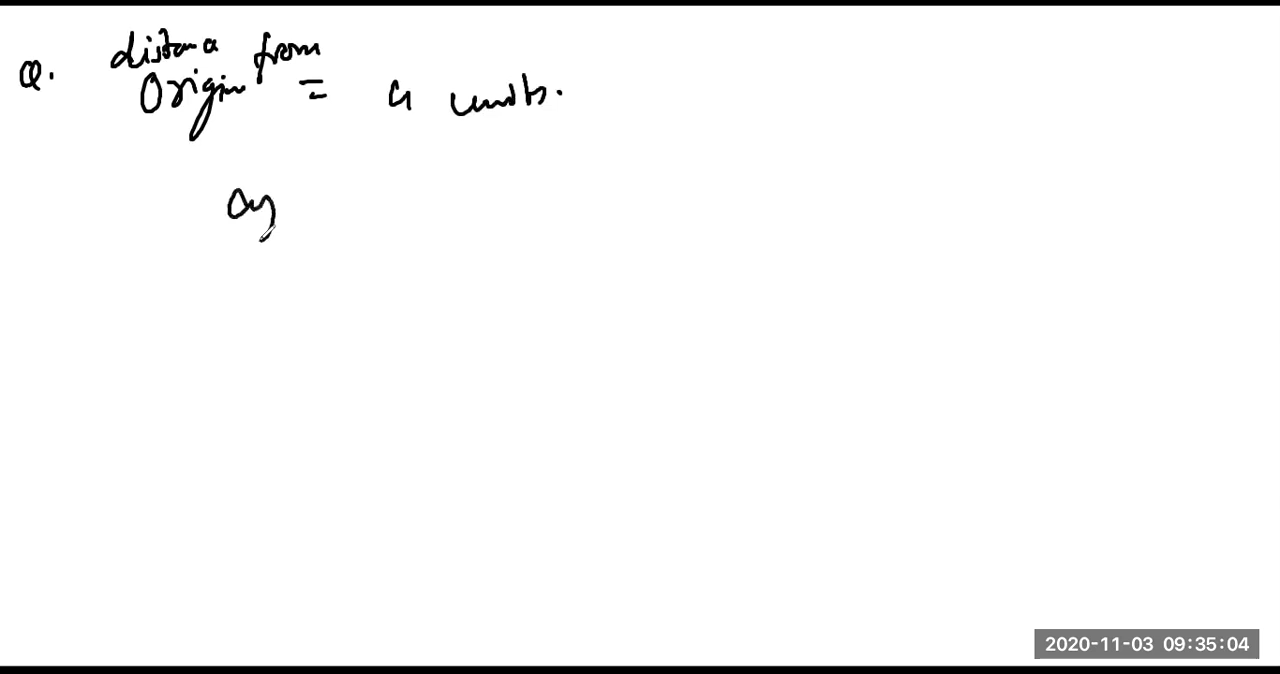 Q. distance from
Origin = 4 units.
2020-11-03 09:35:04